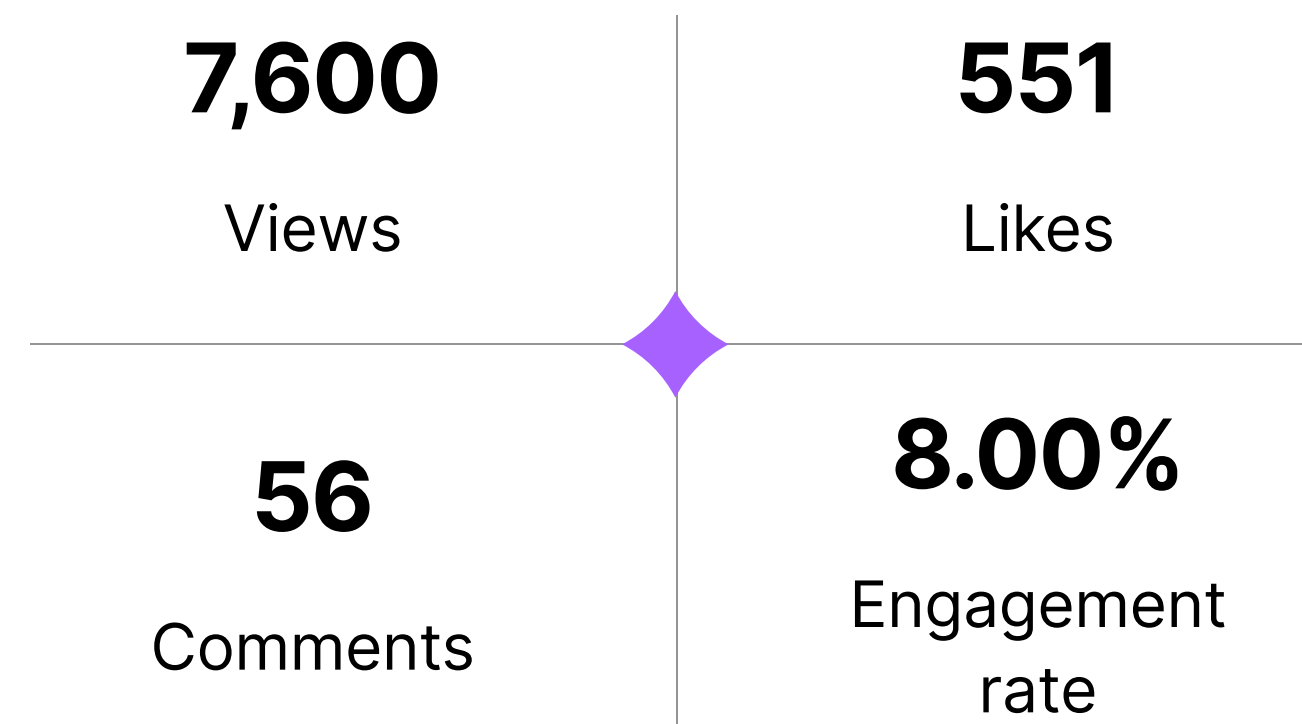 7,600
Views
551
Likes
56
Comments
8.00%
Engagement
rate